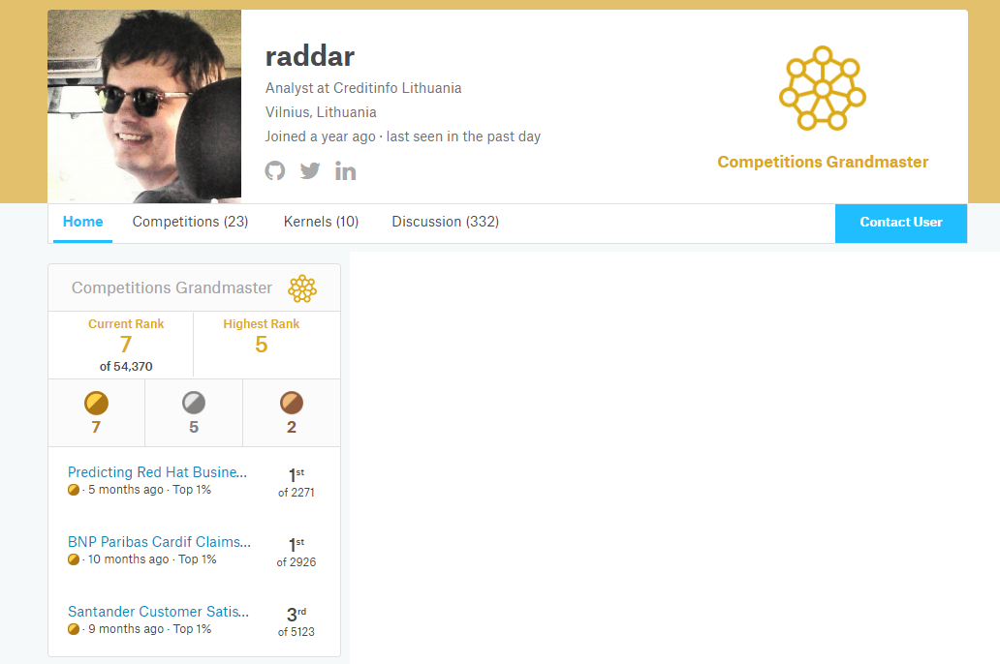 raddar
Analyst at Creditinfo Lithuania
Vilnius, Lithuania
Joined a year ago · last seen in the past day
in
Competitions Grandmaster
Home Competitions (23) Kernels (10) Discussion (332) Contact User
Competitions Grandmaster
Current Rank Highest Rank
7 5
of 54,370
7 5 2
Predicting Red Hat Busine... 1st
· 5 months ago · Top 1% of 2271
BNP Paribas Cardif Claims... 1st
· 10 months ago · Top 1% of 2926
Santander Customer Satis... 3rd
· 9 months ago · Top 1% of 5123